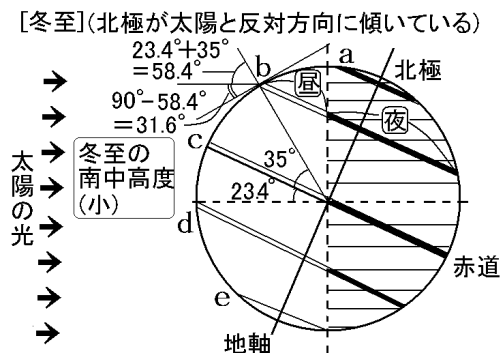 [冬至](北極が太陽と反対方向に傾いている)
23.4°+35°
=58.4°
90°−58.4°
=31.6°
a
北極
b
昼
夜
c
冬至の
南中高度
(小)
35°
23.4°
太陽の光
d
赤道
e
地軸